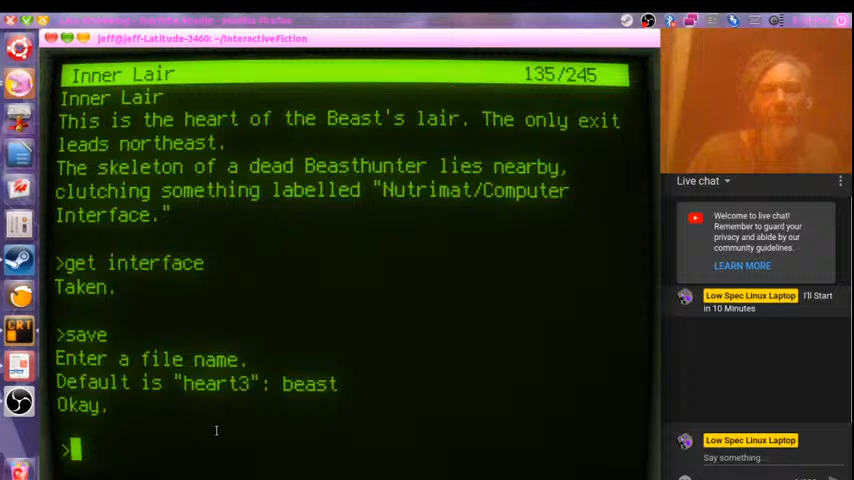 jeff@jeff-Latitude-3460: ~/InteractiveFiction
Inner Lair 135/245
Inner Lair
This is the heart of the Beast's lair. The only exit
leads northeast.
The skeleton of a dead Beasthunter lies nearby,
clutching something labelled "Nutrimat/Computer
Interface."
>get interface
Taken.
>save
Enter a file name.
Default is "heart3": beast
Okay.
>
CRT
Live chat
Welcome to live chat!
Remember to guard your
privacy and abide by our
community guidelines.
LEARN MORE
Low Spec Linux Laptop I'll Start
in 10 Minutes
Low Spec Linux Laptop
Say something...